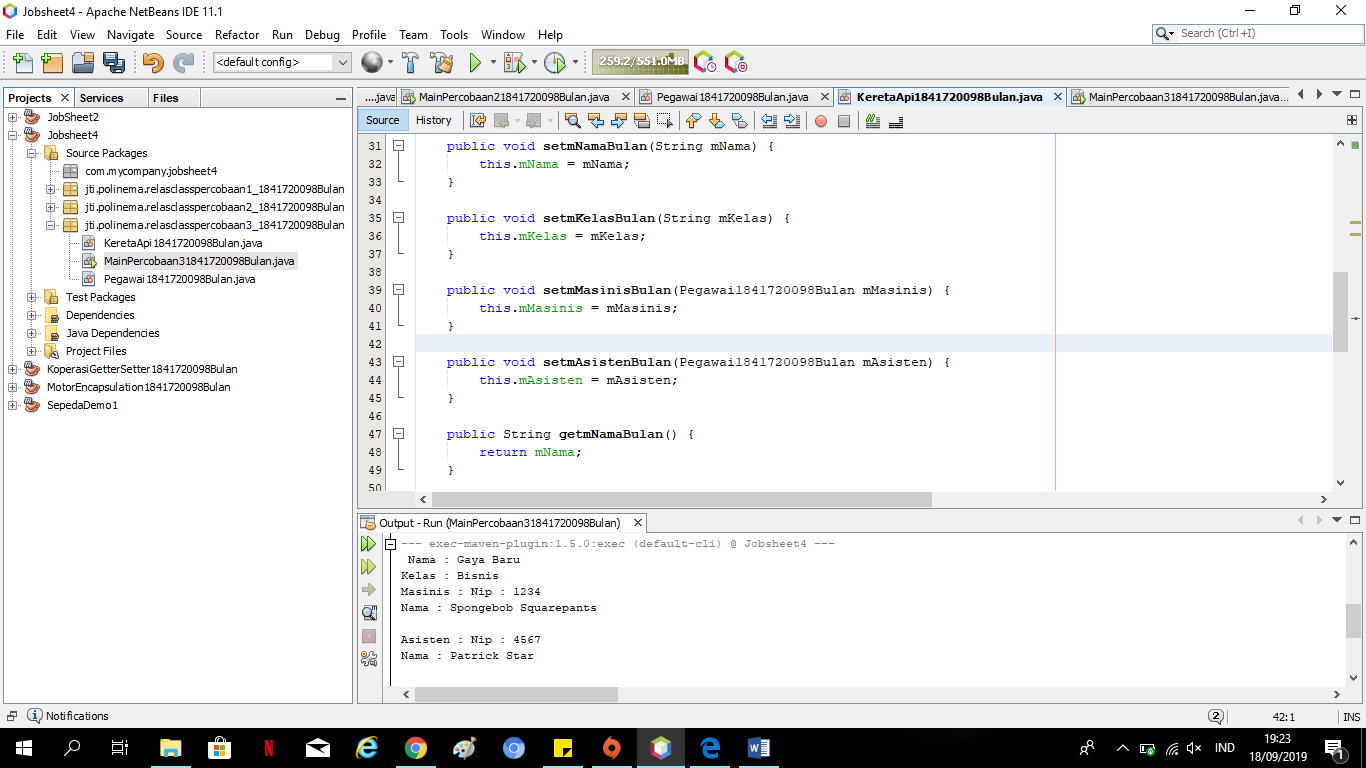 Jobsheet4 - Apache NetBeans IDE 11.1
File Edit View Navigate Source Refactor Run Debug Profile Team Tools Window Help
Search (Ctrl+I)
<default config>
259.2/551.0MB
Projects Services Files
JobSheet2
Jobsheet4
Source Packages
com.mycompany.jobsheet4
jti.polinema.relasclasspercobaan1_1841720098Bulan
jti.polinema.relasclasspercobaan2_1841720098Bulan
jti.polinema.relasclasspercobaan3_1841720098Bulan
KeretaApi1841720098Bulan.java
MainPercobaan31841720098Bulan.java
Pegawai1841720098Bulan.java
Test Packages
Dependencies
Java Dependencies
Project Files
KoperasiGetterSetter1841720098Bulan
MotorEncapsulation1841720098Bulan
SepedaDemo1
....java MainPercobaan21841720098Bulan.java Pegawai1841720098Bulan.java KeretaApi1841720098Bulan.java MainPercobaan31841720098Bulan.java...
Source History
31 public void setmNamaBulan(String mNama) {
32 this.mNama = mNama;
33 }
34
35 public void setmKelasBulan(String mKelas) {
36 this.mKelas = mKelas;
37 }
38
39 public void setmMasinisBulan(Pegawai1841720098Bulan mMasinis) {
40 this.mMasinis = mMasinis;
41 }
42
43 public void setmAsistenBulan(Pegawai1841720098Bulan mAsisten) {
44 this.mAsisten = mAsisten;
45 }
46
47 public String getmNamaBulan() {
48 return mNama;
49 }
50
Output - Run (MainPercobaan31841720098Bulan)
--- exec-maven-plugin:1.5.0:exec (default-cli) @ Jobsheet4 ---
Nama : Gaya Baru
Kelas : Bisnis
Masinis : Nip : 1234
Nama : Spongebob Squarepants
Asisten : Nip : 4567
Nama : Patrick Star
Notifications
2
42:1
INS
IND
19:23
18/09/2019
1